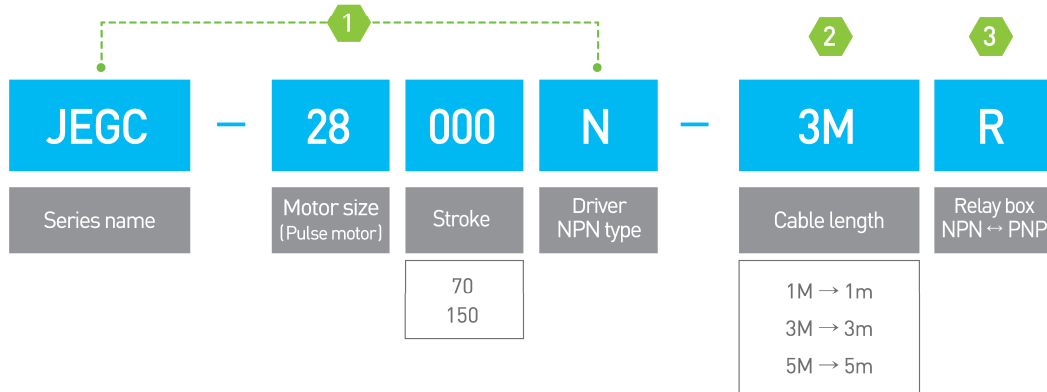 1
2
3
JEGC – 28 000 N – 3M R
Series name
Motor size
(Pulse motor)
Stroke
Driver
NPN type
Cable length
Relay box
NPN ↔ PNP
70
150
1M → 1m
3M → 3m
5M → 5m